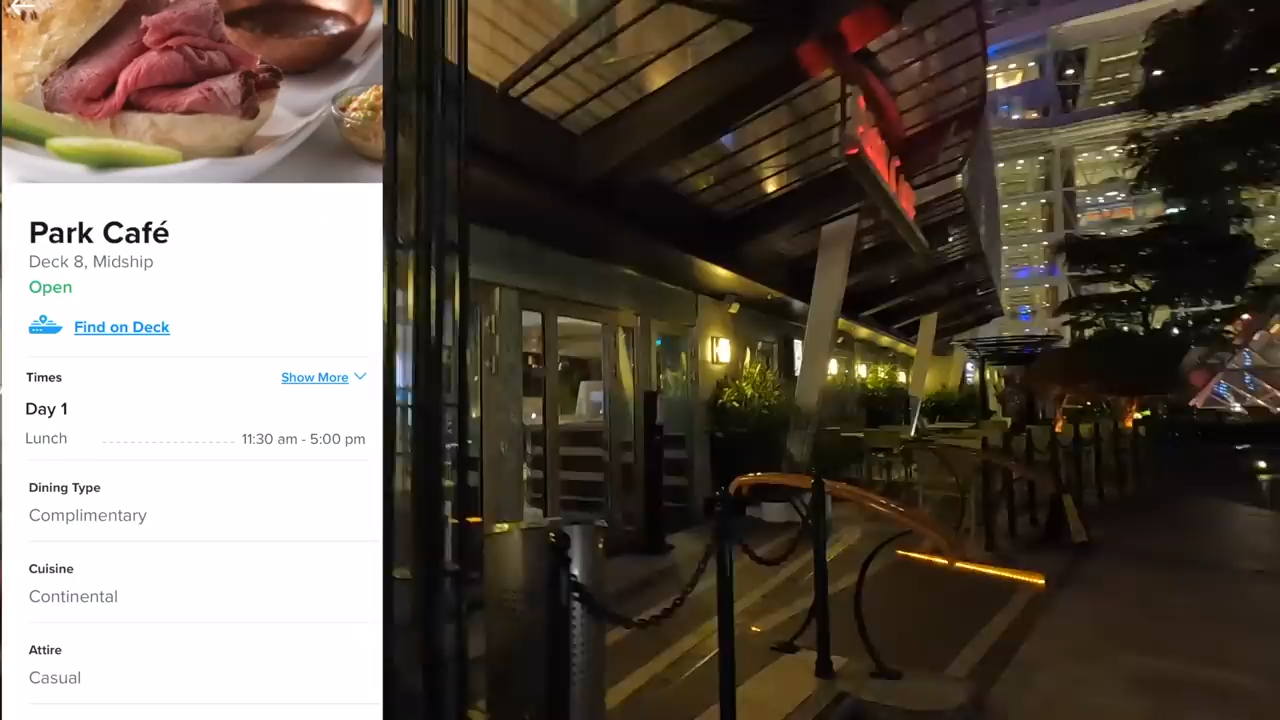 Park Café
Deck 8, Midship
Open
Find on Deck
Times
Show More
Day 1
Lunch
11:30 am - 5:00 pm
Dining Type
Complimentary
Cuisine
Continental
Attire
Casual